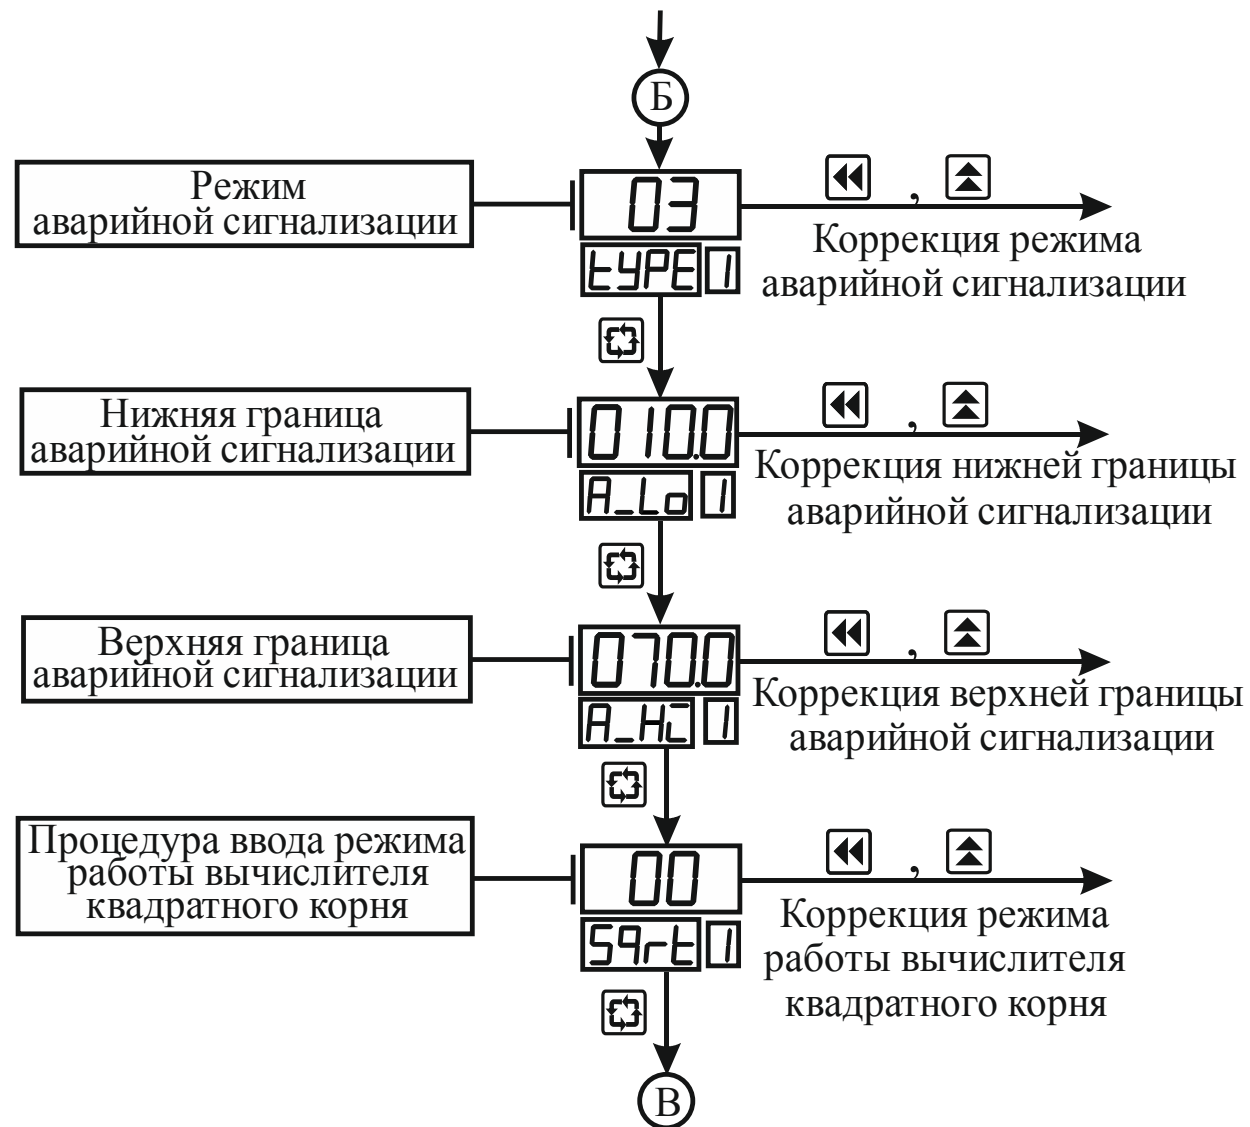 Б
Режим
аварийной сигнализации
03
tYPE 1
,
Коррекция режима
аварийной сигнализации
Нижняя граница
аварийной сигнализации
010.0
A_Lo 1
,
Коррекция нижней границы
аварийной сигнализации
Верхняя граница
аварийной сигнализации
070.0
A_Hi 1
,
Коррекция верхней границы
аварийной сигнализации
Процедура ввода режима
работы вычислителя
квадратного корня
00
Sqrt 1
,
Коррекция режима
работы вычислителя
квадратного корня
В